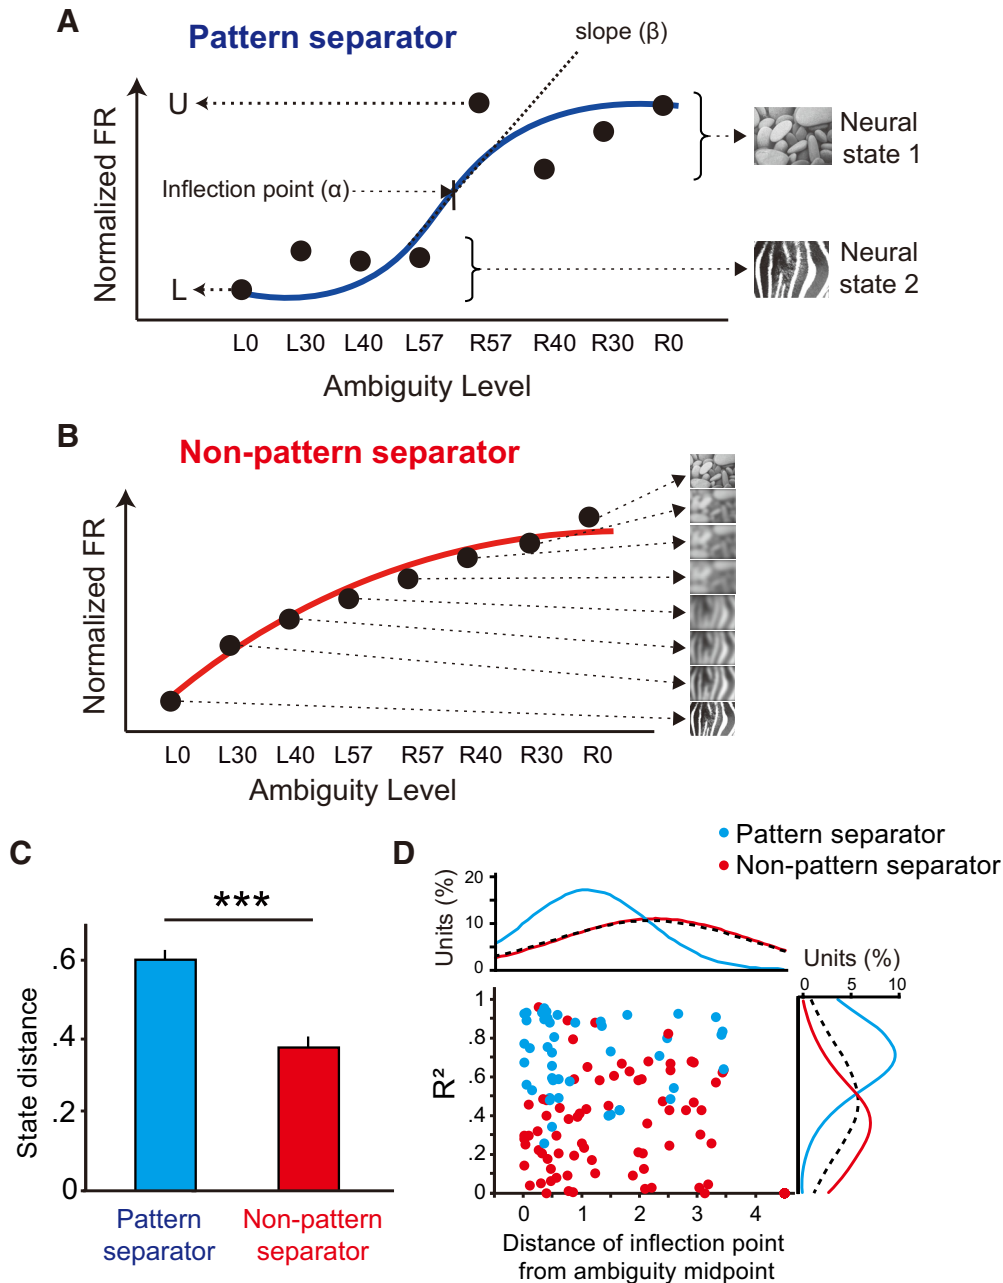 A
Pattern separator
slope (β)
Normalized FR
U
Inflection point (α)
L
Neural
state 1
Neural
state 2
L0 L30 L40 L57 R57 R40 R30 R0
Ambiguity Level
B
Non-pattern separator
Normalized FR
L0 L30 L40 L57 R57 R40 R30 R0
Ambiguity Level
C
***
State distance
.6
.4
.2
0
Pattern
separator
Non-pattern
separator
D
Pattern separator
Non-pattern separator
Units (%)
20
10
0
Units (%)
0 5 10
R²
1
.8
.6
.4
.2
0
0 1 2 3 4
Distance of inflection point
from ambiguity midpoint